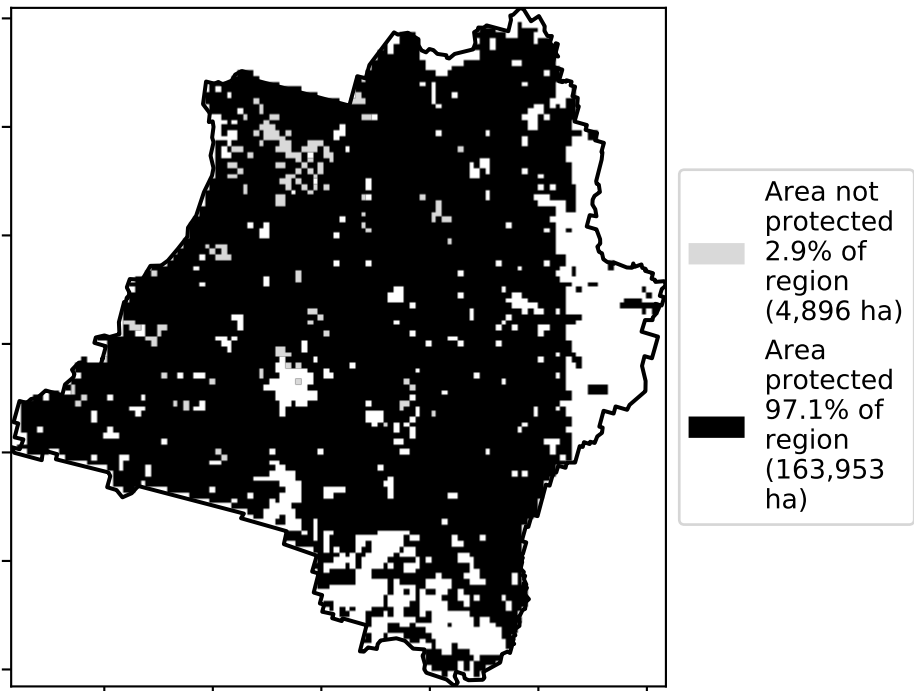 Area not
protected
2.9% of
region
(4,896 ha)
Area
protected
97.1% of
region
(163,953
ha)